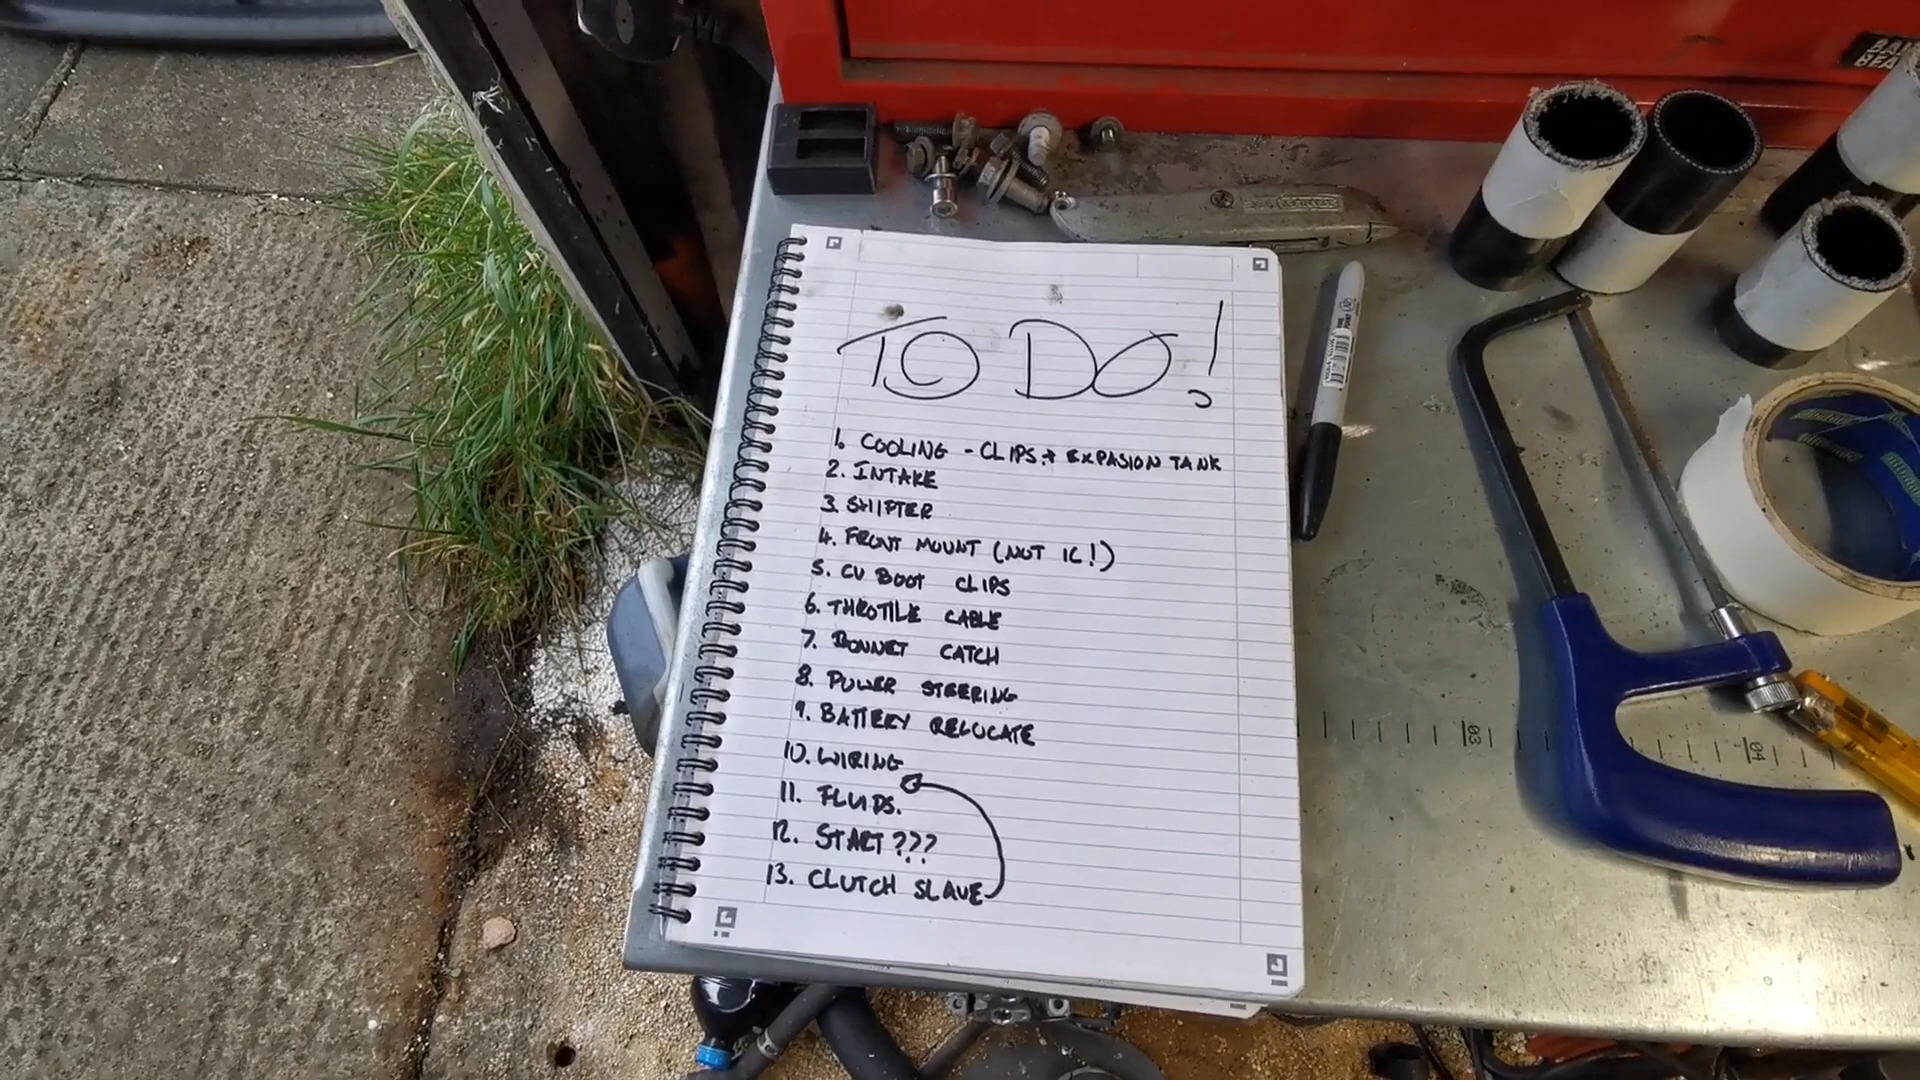 TO DO!
1. COOLING - CLIPS + EXPASION TANK
2. INTAKE
3. SHIFTER
4. FRONT MOUNT (NOT IC!)
5. CV BOOT CLIPS
6. THROTTLE CABLE
7. BONNET CATCH
8. POWER STEERING
9. BATTERY RELOCATE
10. WIRING
11. FLUIDS.
12. START???
13. CLUTCH SLAVE
03
04